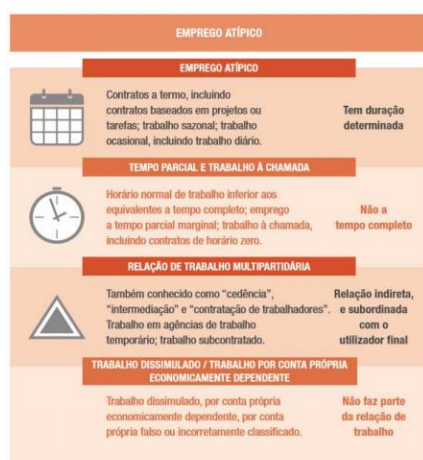 EMPREGO ATÍPICO
EMPREGO ATÍPICO
Contratos a termo, incluindo
contratos baseados em projetos ou
tarefas; trabalho sazonal; trabalho
ocasional, incluindo trabalho diário.
Tem duração
determinada
TEMPO PARCIAL E TRABALHO À CHAMADA
Horário normal de trabalho inferior aos
equivalentes a tempo completo; emprego
a tempo parcial marginal; trabalho à chamada,
incluindo contratos de horário zero.
Não a
tempo completo
RELAÇÃO DE TRABALHO MULTIPARTIDÁRIA
Também conhecido como “cedência”,
“intermediação” e “contratação de trabalhadores”.
Trabalho em agências de trabalho
temporário; trabalho subcontratado.
Relação indireta,
e subordinada
com o
utilizador final
TRABALHO DISSIMULADO / TRABALHO POR CONTA PRÓPRIA
ECONOMICAMENTE DEPENDENTE
Trabalho dissimulado, por conta própria
economicamente dependente, por conta
própria falso ou incorretamente classificado.
Não faz parte
da relação de
trabalho